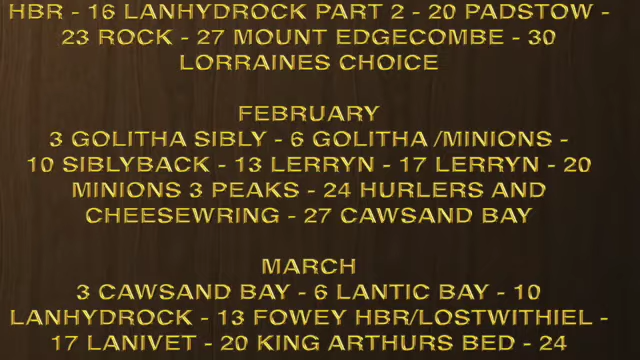 HBR - 16 LANHYDROCK PART 2 - 20 PADSTOW -
23 ROCK - 27 MOUNT EDGECOMBE - 30
LORRAINES CHOICE
FEBRUARY
3 GOLITHA SIBLY - 6 GOLITHA /MINIONS -
10 SIBLYBACK - 13 LERRYN - 17 LERRYN - 20
MINIONS 3 PEAKS - 24 HURLERS AND
CHEESEWRING - 27 CAWSAND BAY
MARCH
3 CAWSAND BAY - 6 LANTIC BAY - 10
LANHYDROCK - 13 FOWEY HBR/LOSTWITHIEL -
17 LANIVET - 20 KING ARTHURS BED - 24